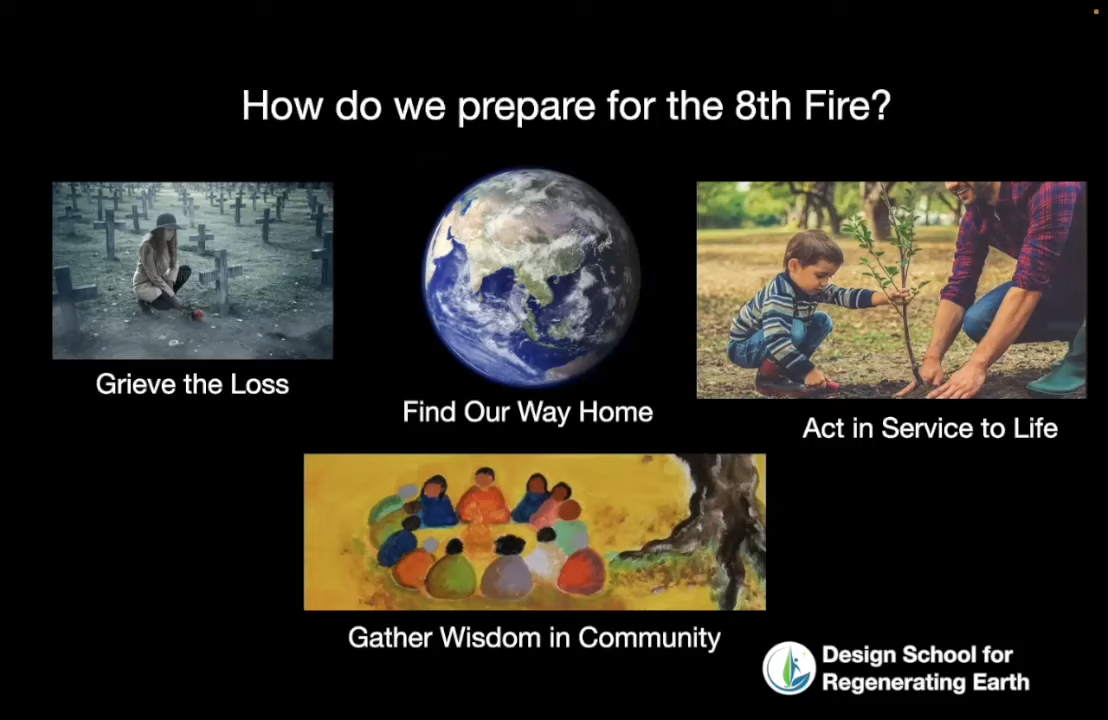 How do we prepare for the 8th Fire?
Grieve the Loss
Find Our Way Home
Act in Service to Life
Gather Wisdom in Community
Design School for
Regenerating Earth